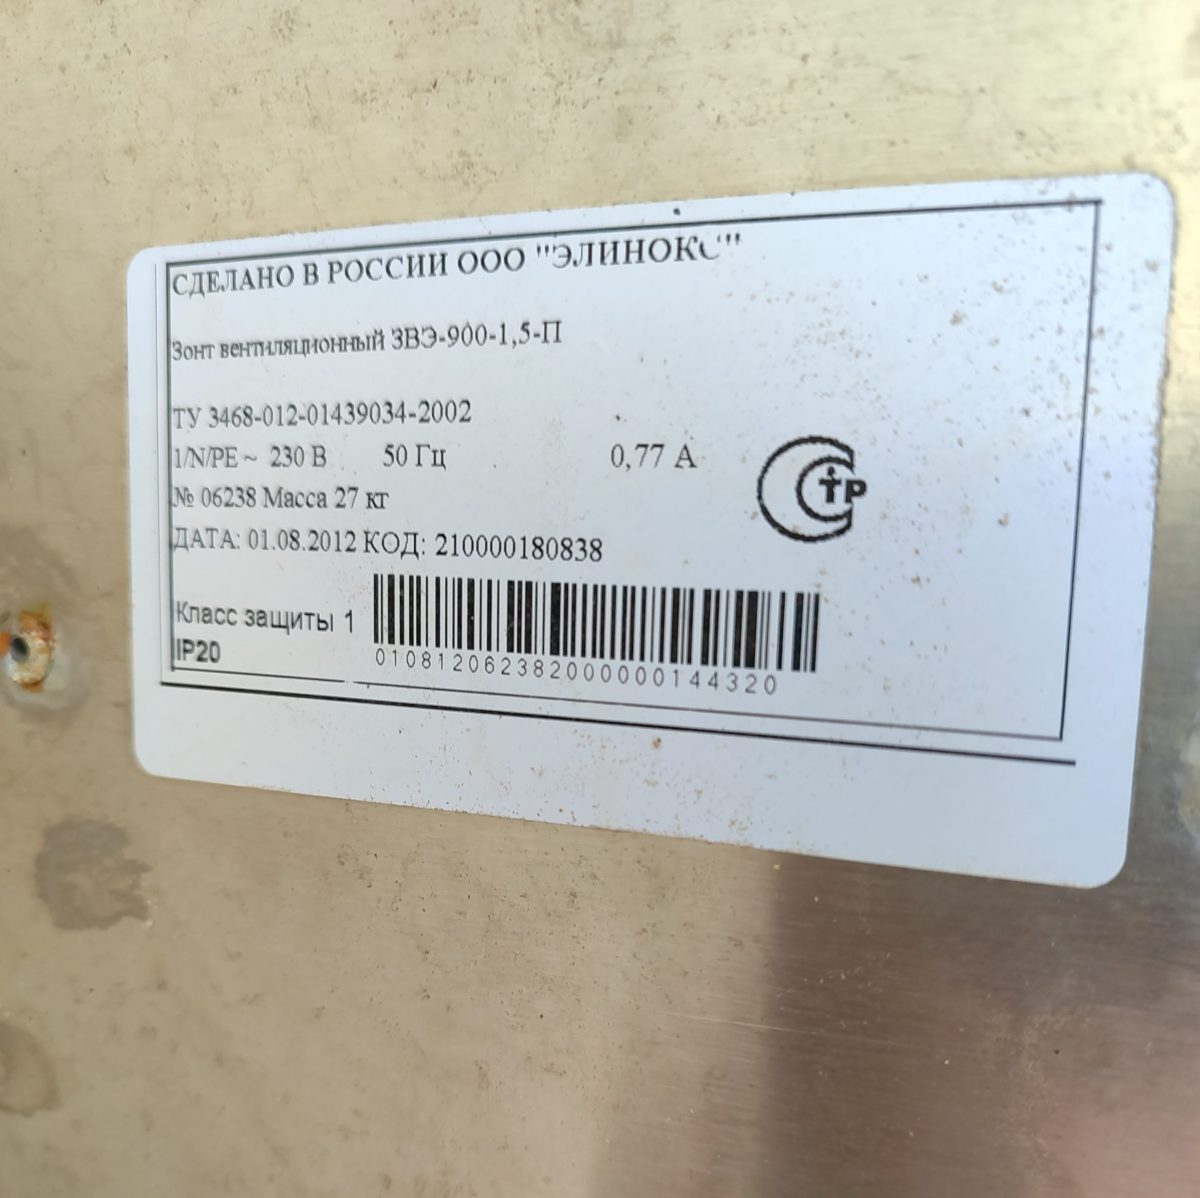 СДЕЛАНО В РОССИИ ООО "ЭЛИНОКС"
Зонт вентиляционный ЗВЭ-900-1,5-П
ТУ 3468-012-01439034-2002
1/N/PE ~ 230 В 50 Гц 0,77 А
№ 06238 Масса 27 кг
ДАТА: 01.08.2012 КОД: 210000180838
Класс защиты 1
IP20
010812062382000000144320